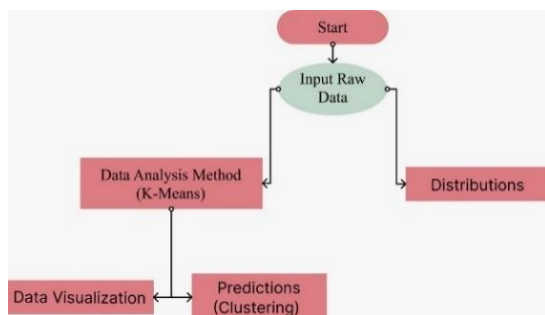 Start
Input Raw
Data
Data Analysis Method
(K-Means)
Distributions
Data Visualization
Predictions
(Clustering)